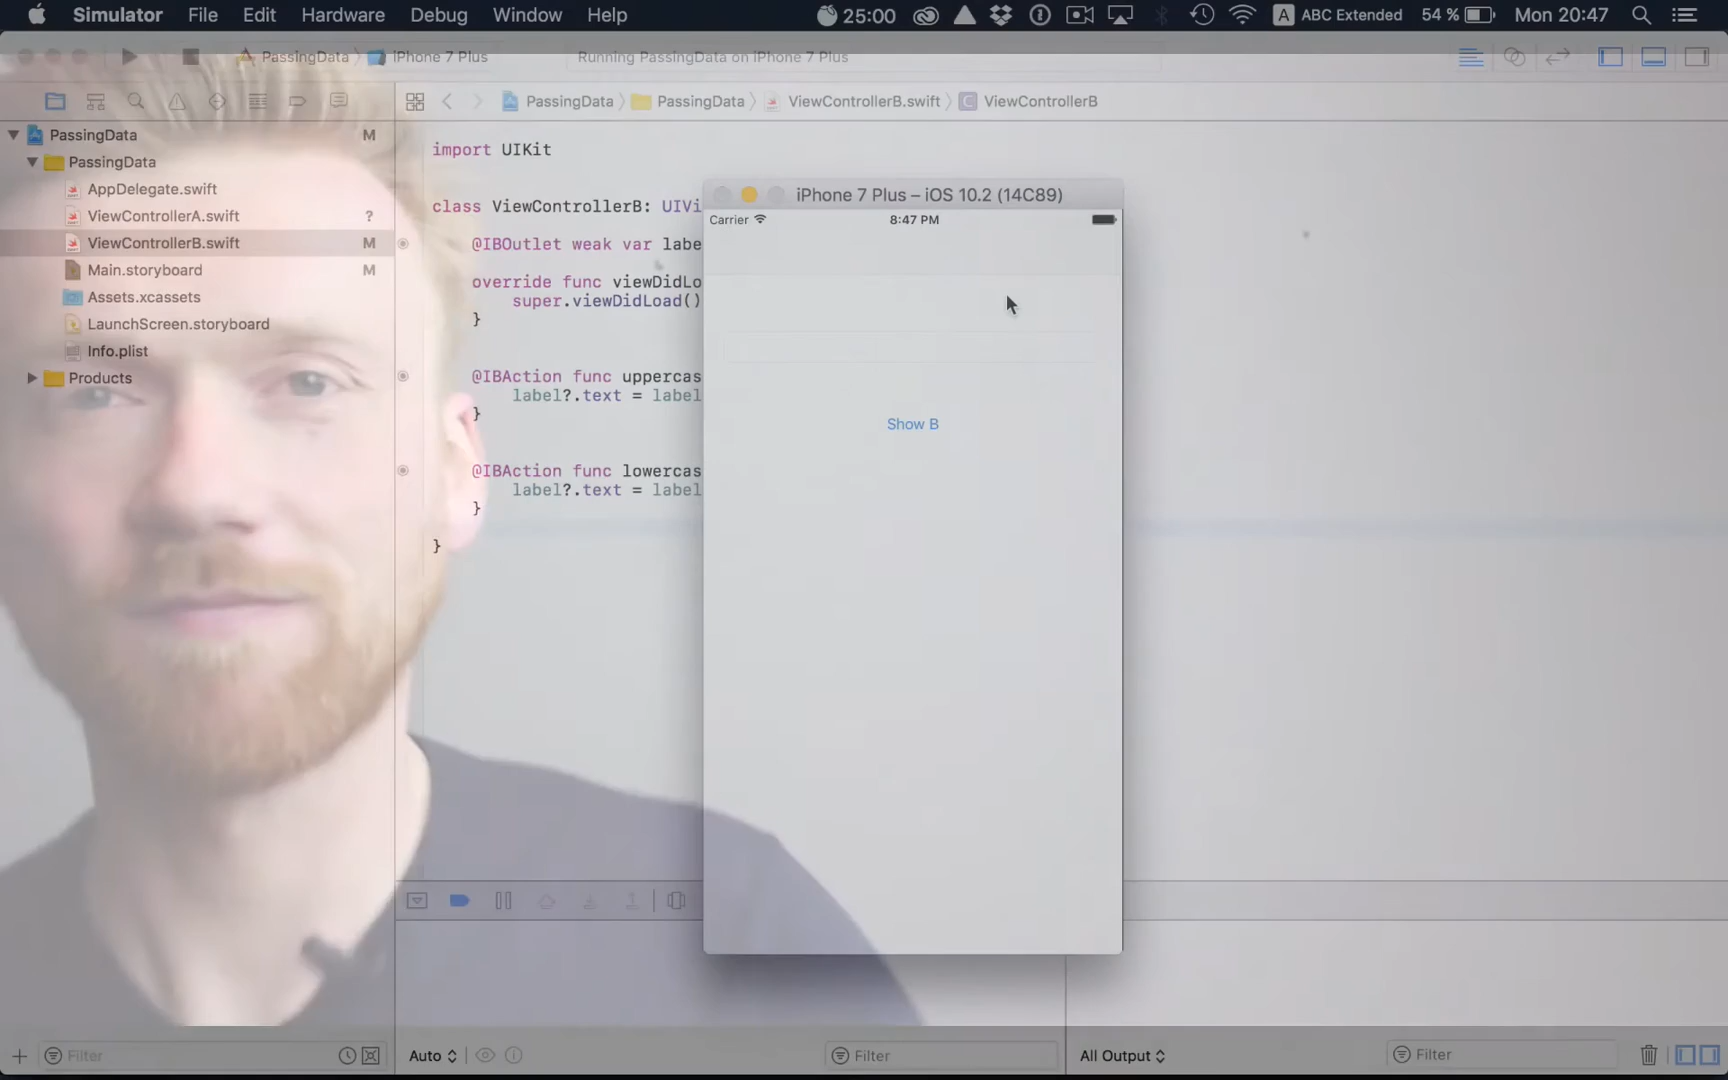 Simulator File Edit Hardware Debug Window Help 25:00 A ABC Extended 54 % Mon 20:47
PassingData iPhone 7 Plus Running PassingData on iPhone 7 Plus
PassingData PassingData ViewControllerB.swift C ViewControllerB
PassingData M
PassingData
AppDelegate.swift
ViewControllerA.swift ?
ViewControllerB.swift M
Main.storyboard M
Assets.xcassets
LaunchScreen.storyboard
Info.plist
Products
import UIKit
class ViewControllerB: UIVi
@IBOutlet weak var labe
override func viewDidLo
super.viewDidLoad()
}
@IBAction func uppercas
label?.text = label
}
@IBAction func lowercas
label?.text = label
}
}
iPhone 7 Plus – iOS 10.2 (14C89)
Carrier 8:47 PM
Show B
Filter Auto Filter All Output Filter